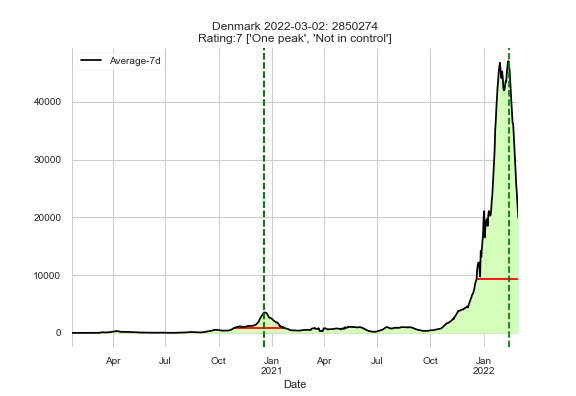 Denmark 2022-03-02: 2850274
Rating:7 ['One peak', 'Not in control']
Average-7d
40000
30000
20000
10000
0
Apr Jul Oct Jan Apr Jul Oct Jan
2021 2022
Date